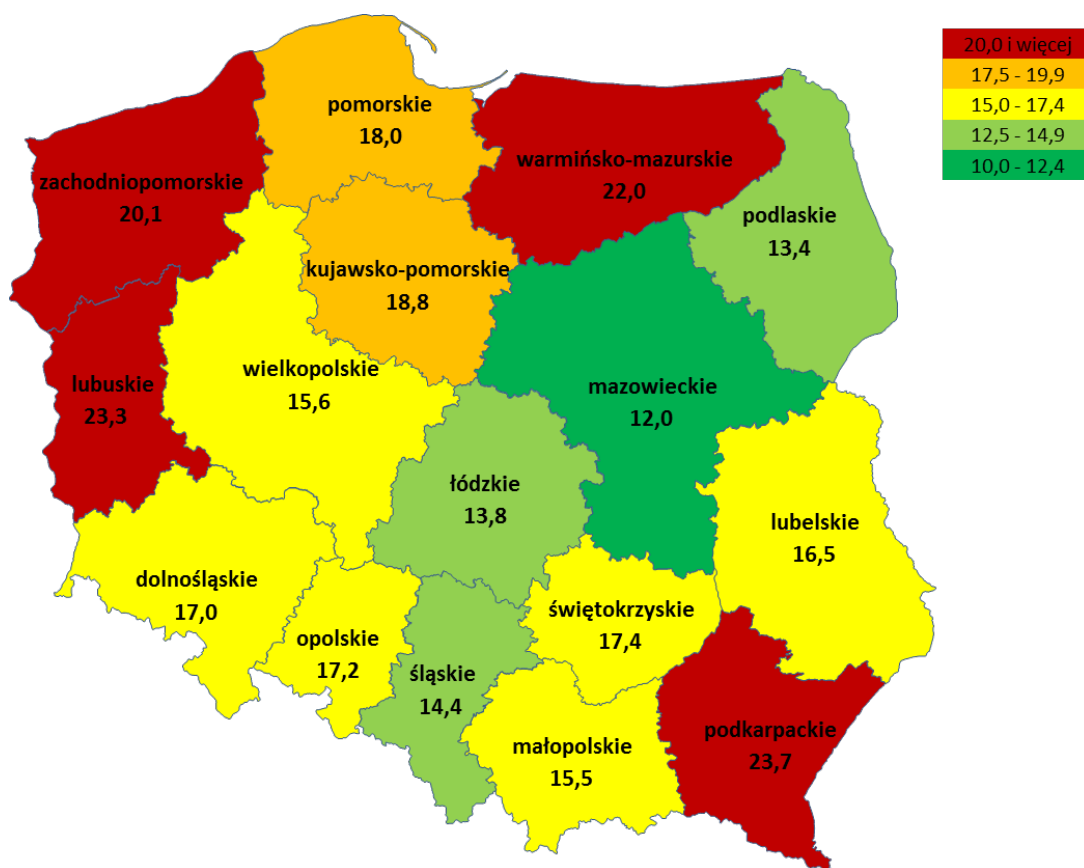 20,0 i więcej
17,5 - 19,9
15,0 - 17,4
12,5 - 14,9
10,0 - 12,4
pomorskie
18,0
warmińsko-mazurskie
22,0
zachodniopomorskie
20,1
podlaskie
13,4
kujawsko-pomorskie
18,8
wielkopolskie
15,6
lubuskie
23,3
mazowieckie
12,0
łódzkie
13,8
lubelskie
16,5
dolnośląskie
17,0
świętokrzyskie
17,4
opolskie
17,2
śląskie
14,4
podkarpackie
23,7
małopolskie
15,5